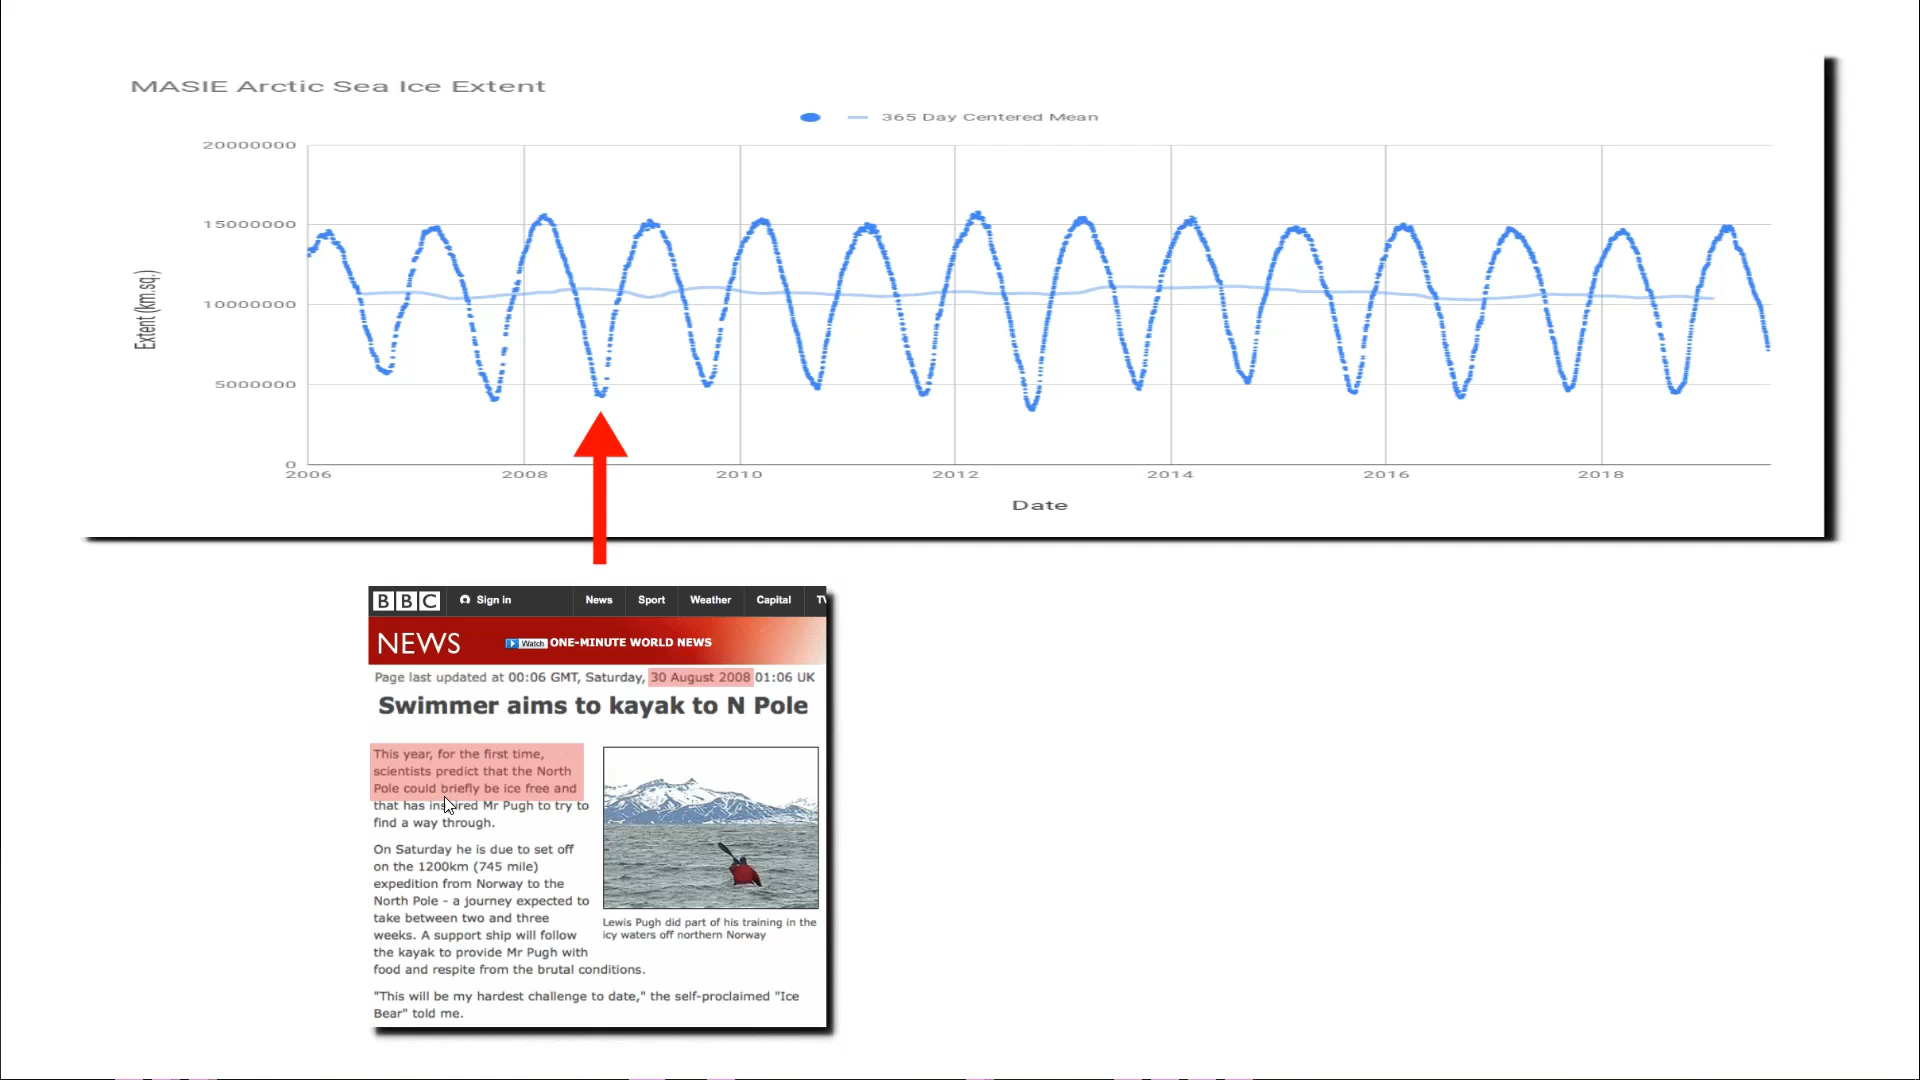 MASIE Arctic Sea Ice Extent
365 Day Centered Mean
20000000
15000000
10000000
5000000
0
Extent (km.sq.)
2006 2008 2010 2012 2014 2016 2018
Date
BBC Sign in News Sport Weather Capital TV
NEWS Watch ONE-MINUTE WORLD NEWS
Page last updated at 00:06 GMT, Saturday, 30 August 2008 01:06 UK
Swimmer aims to kayak to N Pole
This year, for the first time,
scientists predict that the North
Pole could briefly be ice free and
that has inspired Mr Pugh to try to
find a way through.
On Saturday he is due to set off
on the 1200km (745 mile)
expedition from Norway to the
North Pole - a journey expected to
take between two and three
weeks. A support ship will follow
the kayak to provide Mr Pugh with
food and respite from the brutal conditions.
Lewis Pugh did part of his training in the
icy waters off northern Norway
"This will be my hardest challenge to date," the self-proclaimed "Ice
Bear" told me.